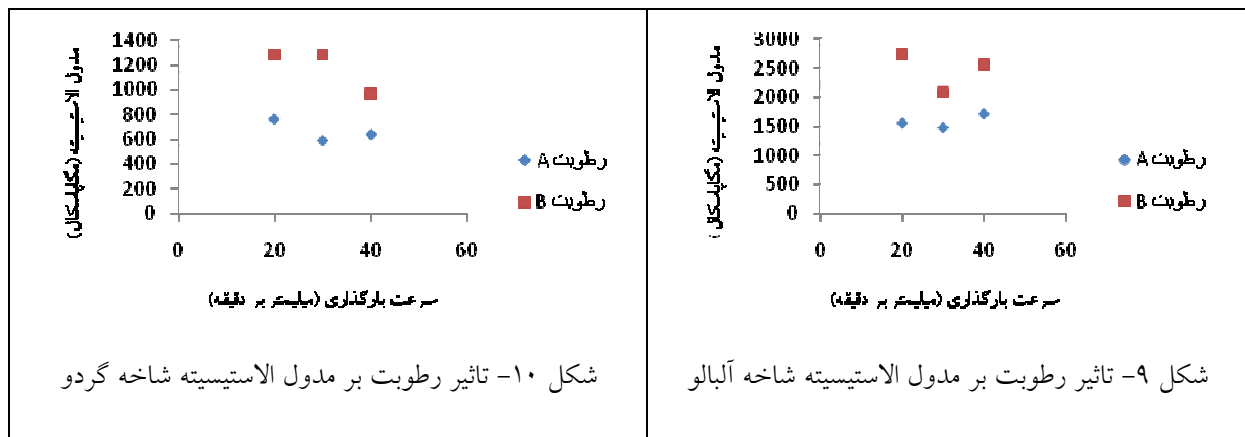 مدول الاستیسیته (مگاپاسکال)
3000
2500
2000
1500
1000
500
0
0 20 40 60
رطوبت A
رطوبت B
سرعت بارگذاری (میلیمتر بر دقیقه)
شکل ۹- تاثیر رطوبت بر مدول الاستیسیته شاخه آلبالو
مدول الاستیسیته (مگاپاسکال)
1400
1200
1000
800
600
400
200
0
0 20 40 60
رطوبت A
رطوبت B
سرعت بارگذاری (میلیمتر بر دقیقه)
شکل ۱۰- تاثیر رطوبت بر مدول الاستیسیته شاخه گردو